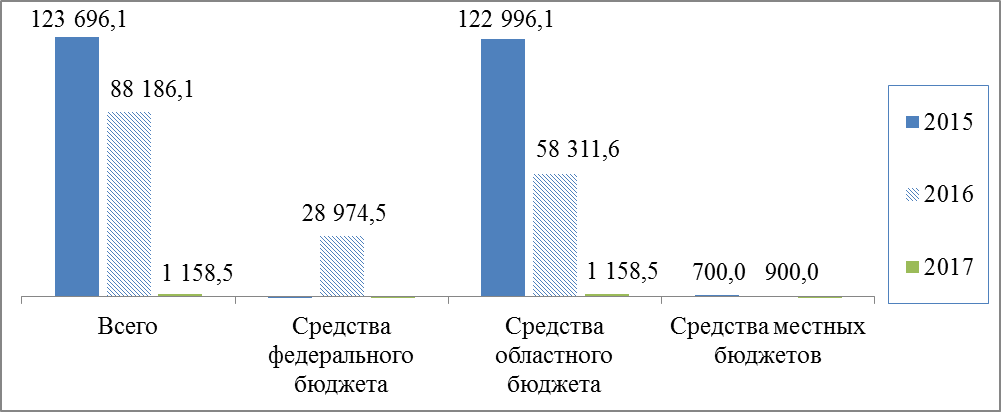 123 696,1
88 186,1
1 158,5
28 974,5
122 996,1
58 311,6
1 158,5
700,0
900,0
Всего
Средства
федерального
бюджета
Средства
областного
бюджета
Средства местных
бюджетов
2015
2016
2017